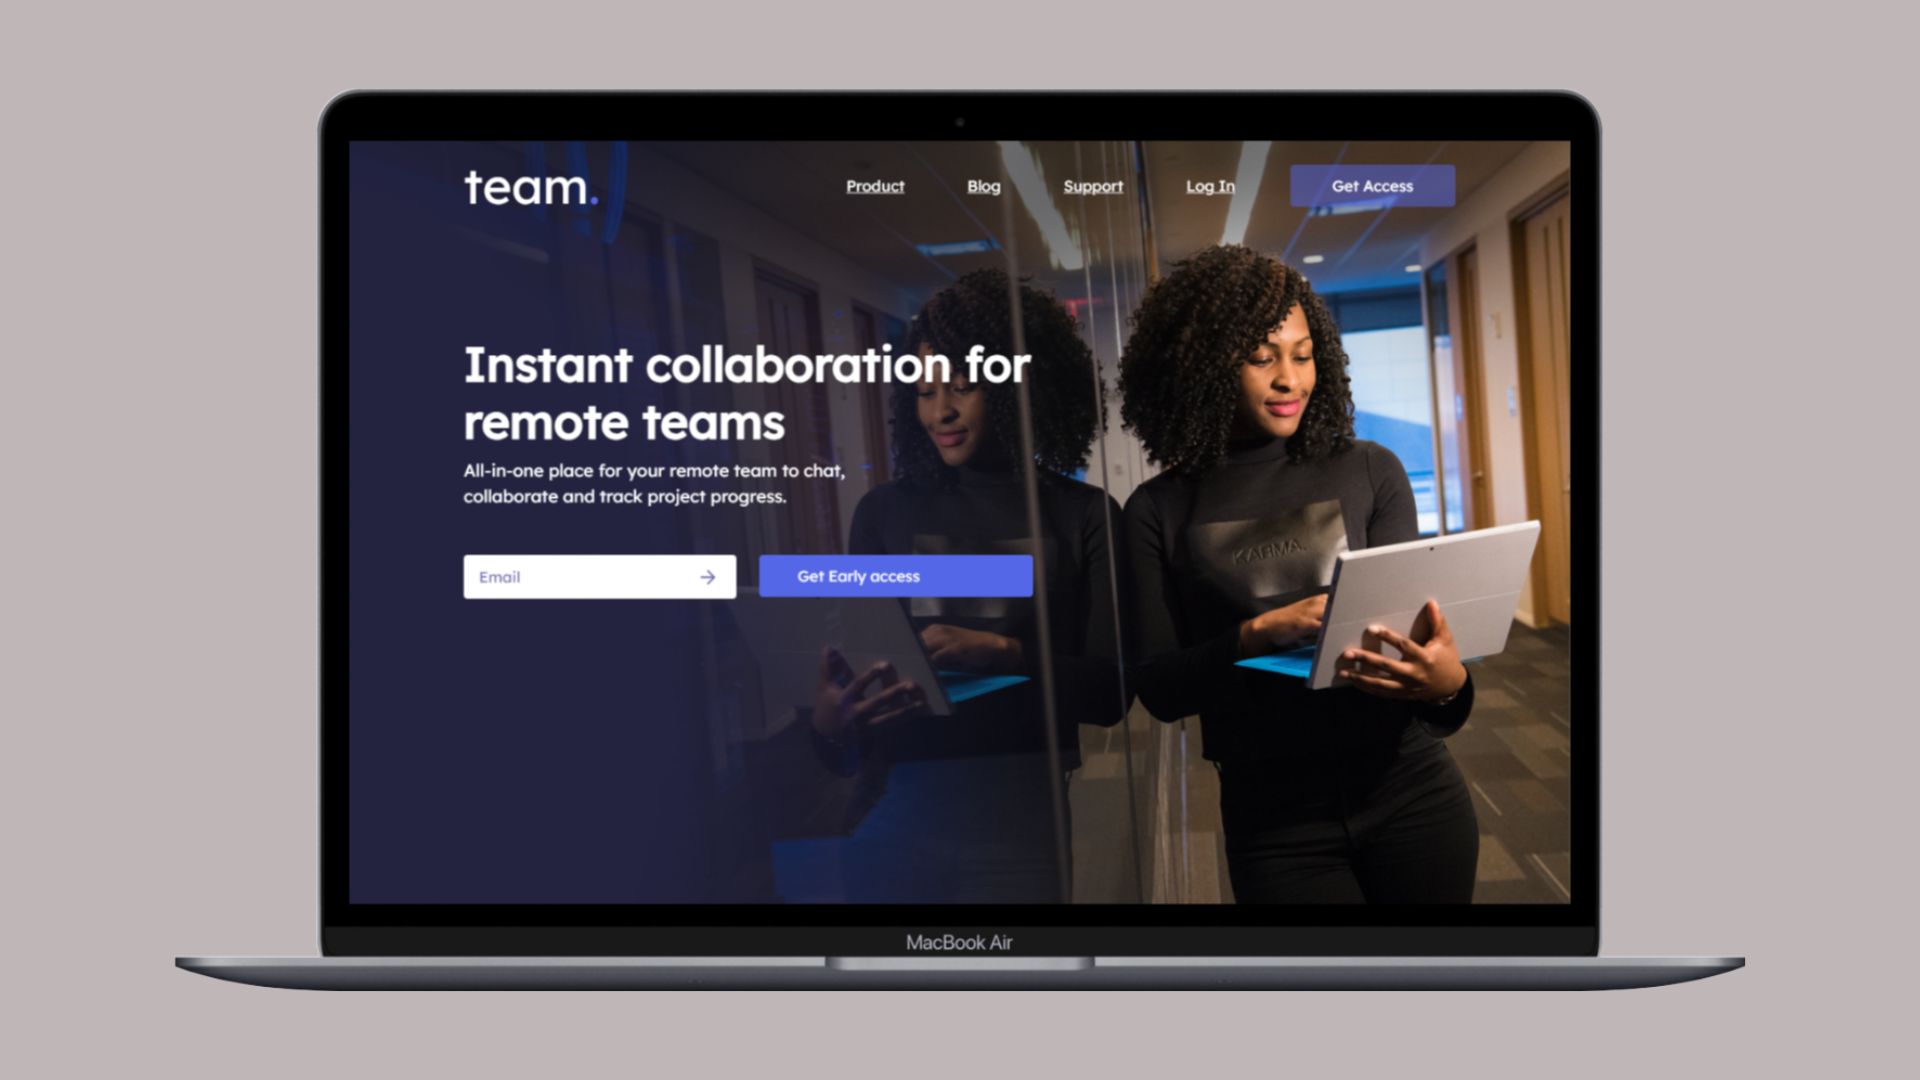 team.
Product
Blog
Support
Log In
Get Access
Instant collaboration for
remote teams
All-in-one place for your remote team to chat,
collaborate and track project progress.
Email
Get Early access
KARMA.
MacBook Air